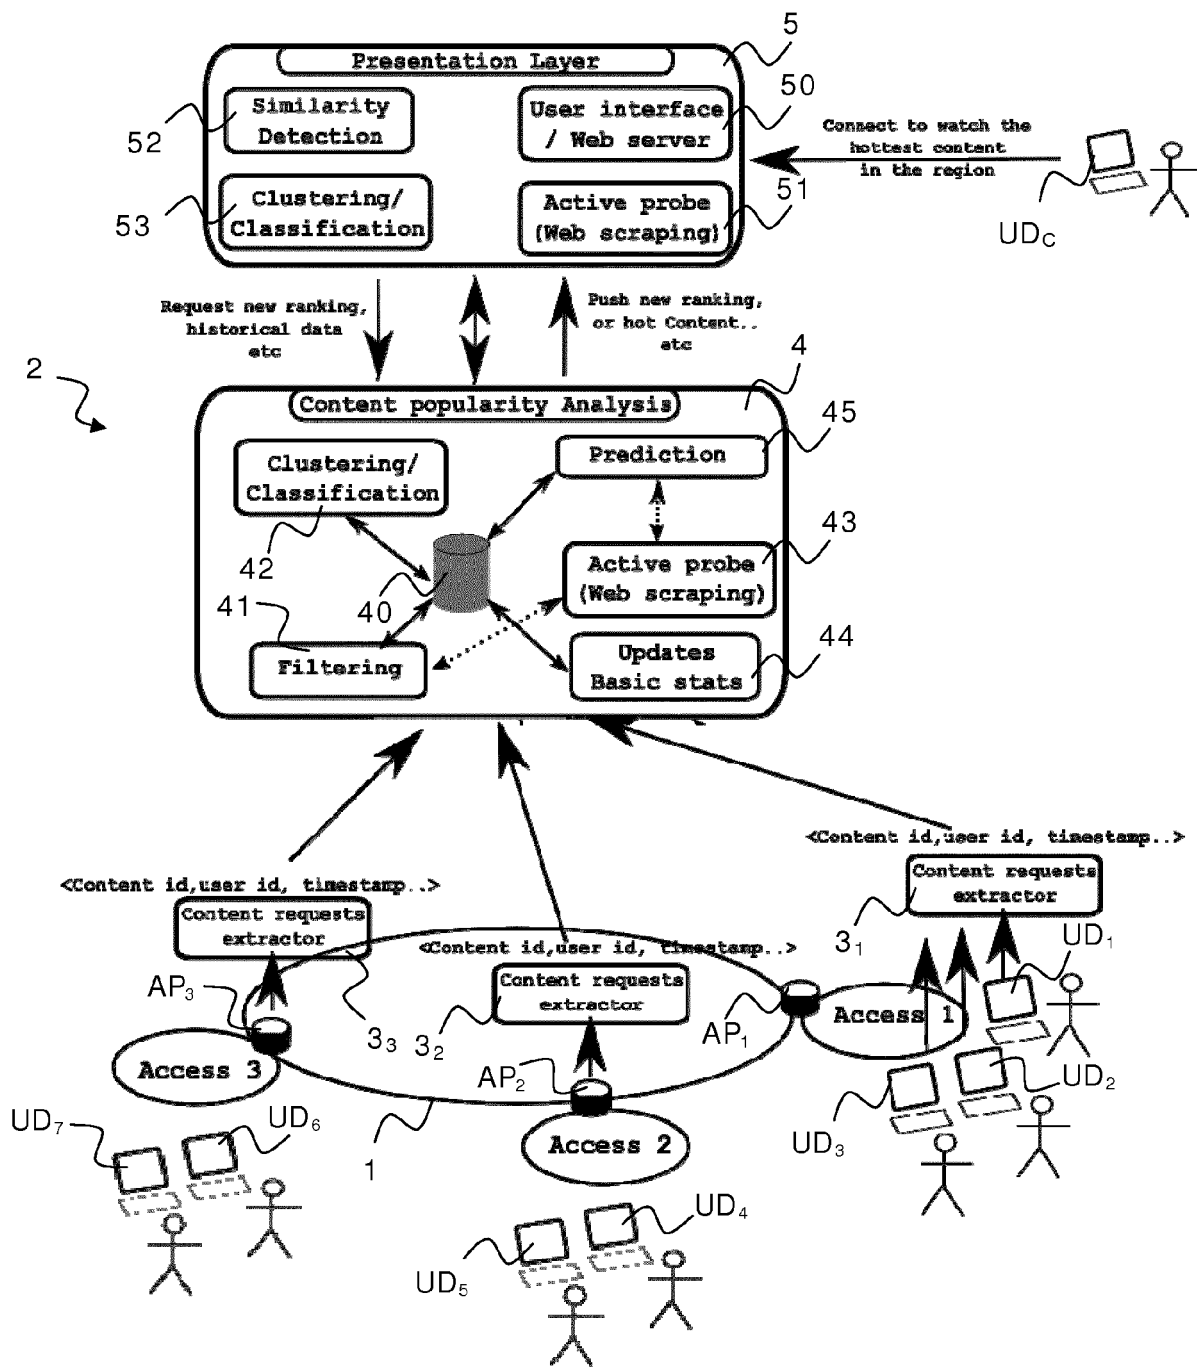 5
Presentation Layer
Similarity
Detection
52
User interface
/ Web server
50
Connect to watch the
hottest content
in the region
Clustering/
Classification
53
Active probe
(Web scraping)
51
UDC
Request new ranking,
historical data
etc
Push new ranking,
or hot Content..
etc
2
4
Content popularity Analysis
45
Clustering/
Classification
Prediction
42
43
Active probe
(Web scraping)
40
41
Filtering
44
Updates
Basic stats
<Content id,user id, timestamp..>
Content requests
extractor
31
UD1
<Content id,user id, timestamp..>
Content requests
extractor
<Content id,user id, timestamp..>
Content requests
extractor
AP3
33
32
AP1
Access 1
Access 3
AP2
UD2
UD3
Access 2
1
UD7
UD6
UD4
UD5